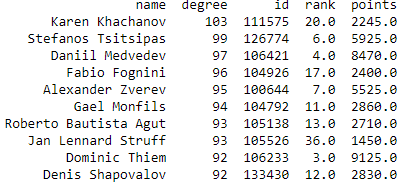 name degree id rank points
Karen Khachanov 103 111575 20.0 2245.0
Stefanos Tsitsipas 99 126774 6.0 5925.0
Daniil Medvedev 97 106421 4.0 8470.0
Fabio Fognini 96 104926 17.0 2400.0
Alexander Zverev 95 100644 7.0 5525.0
Gael Monfils 94 104792 11.0 2860.0
Roberto Bautista Agut 93 105138 13.0 2710.0
Jan Lennard Struff 93 105526 36.0 1450.0
Dominic Thiem 92 106233 3.0 9125.0
Denis Shapovalov 92 133430 12.0 2830.0